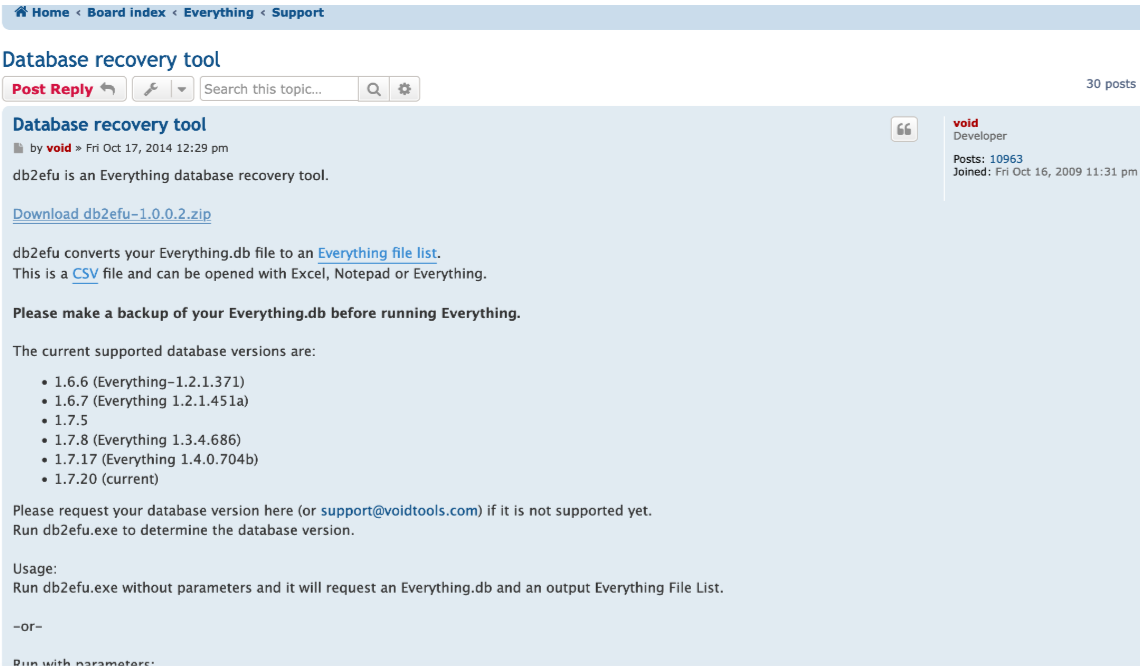 Home ‹ Board index ‹ Everything ‹ Support
Database recovery tool
Post Reply
Search this topic…
30 posts
Database recovery tool
by void » Fri Oct 17, 2014 12:29 pm
void
Developer
Posts: 10963
Joined: Fri Oct 16, 2009 11:31 pm
db2efu is an Everything database recovery tool.
Download db2efu-1.0.0.2.zip
db2efu converts your Everything.db file to an Everything file list.
This is a CSV file and can be opened with Excel, Notepad or Everything.
Please make a backup of your Everything.db before running Everything.
The current supported database versions are:
• 1.6.6 (Everything-1.2.1.371)
• 1.6.7 (Everything 1.2.1.451a)
• 1.7.5
• 1.7.8 (Everything 1.3.4.686)
• 1.7.17 (Everything 1.4.0.704b)
• 1.7.20 (current)
Please request your database version here (or support@voidtools.com) if it is not supported yet.
Run db2efu.exe to determine the database version.
Usage:
Run db2efu.exe without parameters and it will request an Everything.db and an output Everything File List.
-or-
Run with parameters: